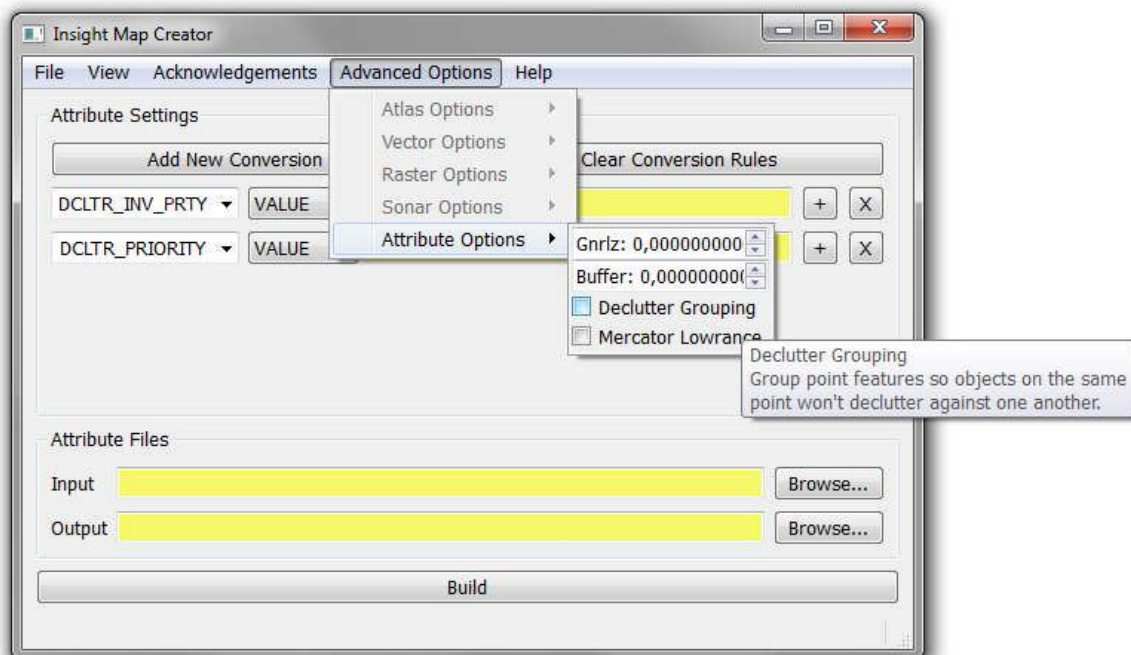 Insight Map Creator
File View Acknowledgements Advanced Options Help
Attribute Settings
Atlas Options
Vector Options
Raster Options
Sonar Options
Attribute Options
Add New Conversion
Clear Conversion Rules
DCLTR_INV_PRTY VALUE + X
DCLTR_PRIORITY VALUE + X
Gnrlz: 0,000000000
Buffer: 0,000000000
Declutter Grouping
Mercator Lowrance
Declutter Grouping
Group point features so objects on the same
point won't declutter against one another.
Attribute Files
Input Browse...
Output Browse...
Build